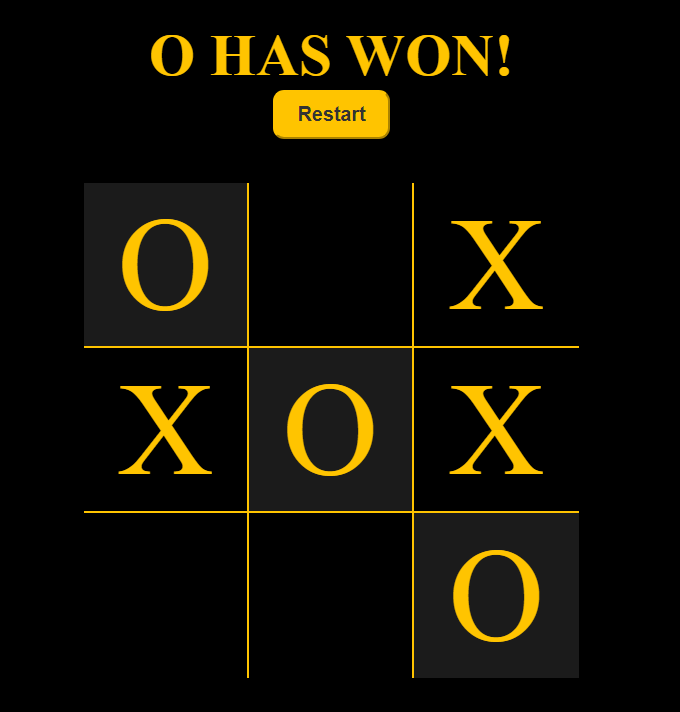 O HAS WON!
Restart
O X
X O X
O